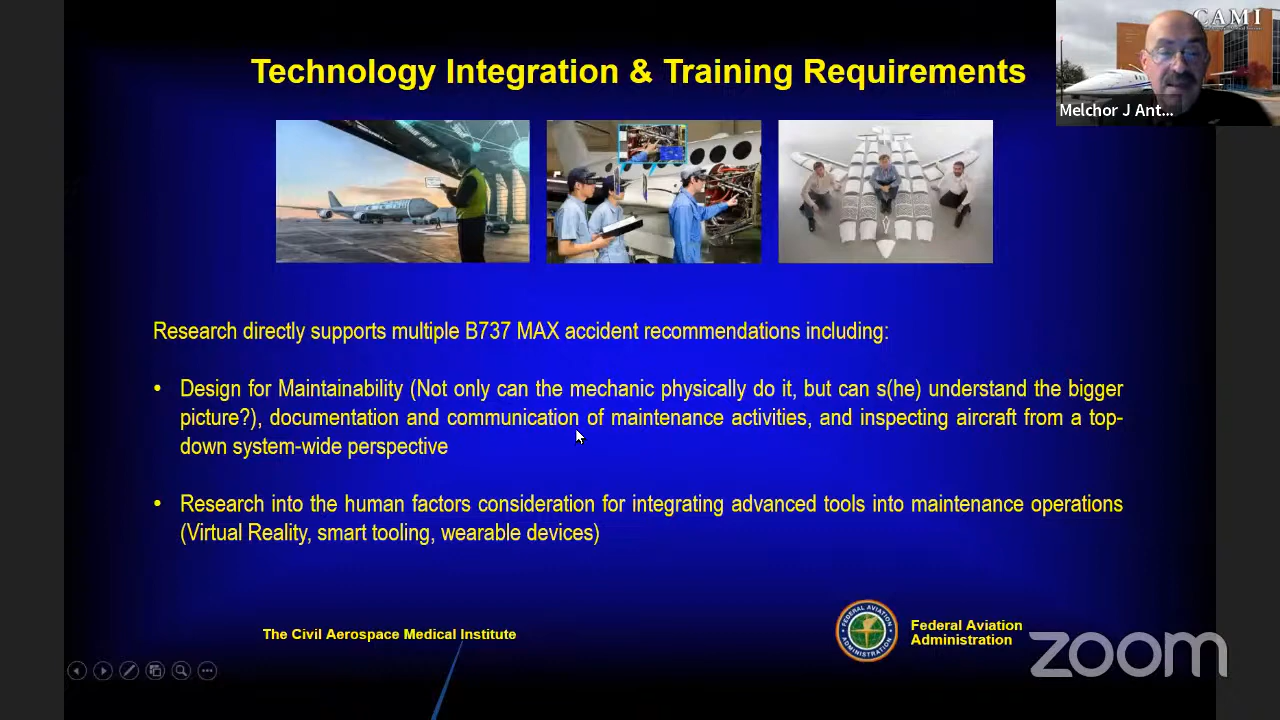 CAMI
Melchor J Ant...
Technology Integration & Training Requirements
Research directly supports multiple B737 MAX accident recommendations including:
• Design for Maintainability (Not only can the mechanic physically do it, but can s(he) understand the bigger
picture?), documentation and communication of maintenance activities, and inspecting aircraft from a top-
down system-wide perspective
• Research into the human factors consideration for integrating advanced tools into maintenance operations
(Virtual Reality, smart tooling, wearable devices)
The Civil Aerospace Medical Institute
FEDERAL AVIATION
ADMINISTRATION
Federal Aviation
Administration
zoom